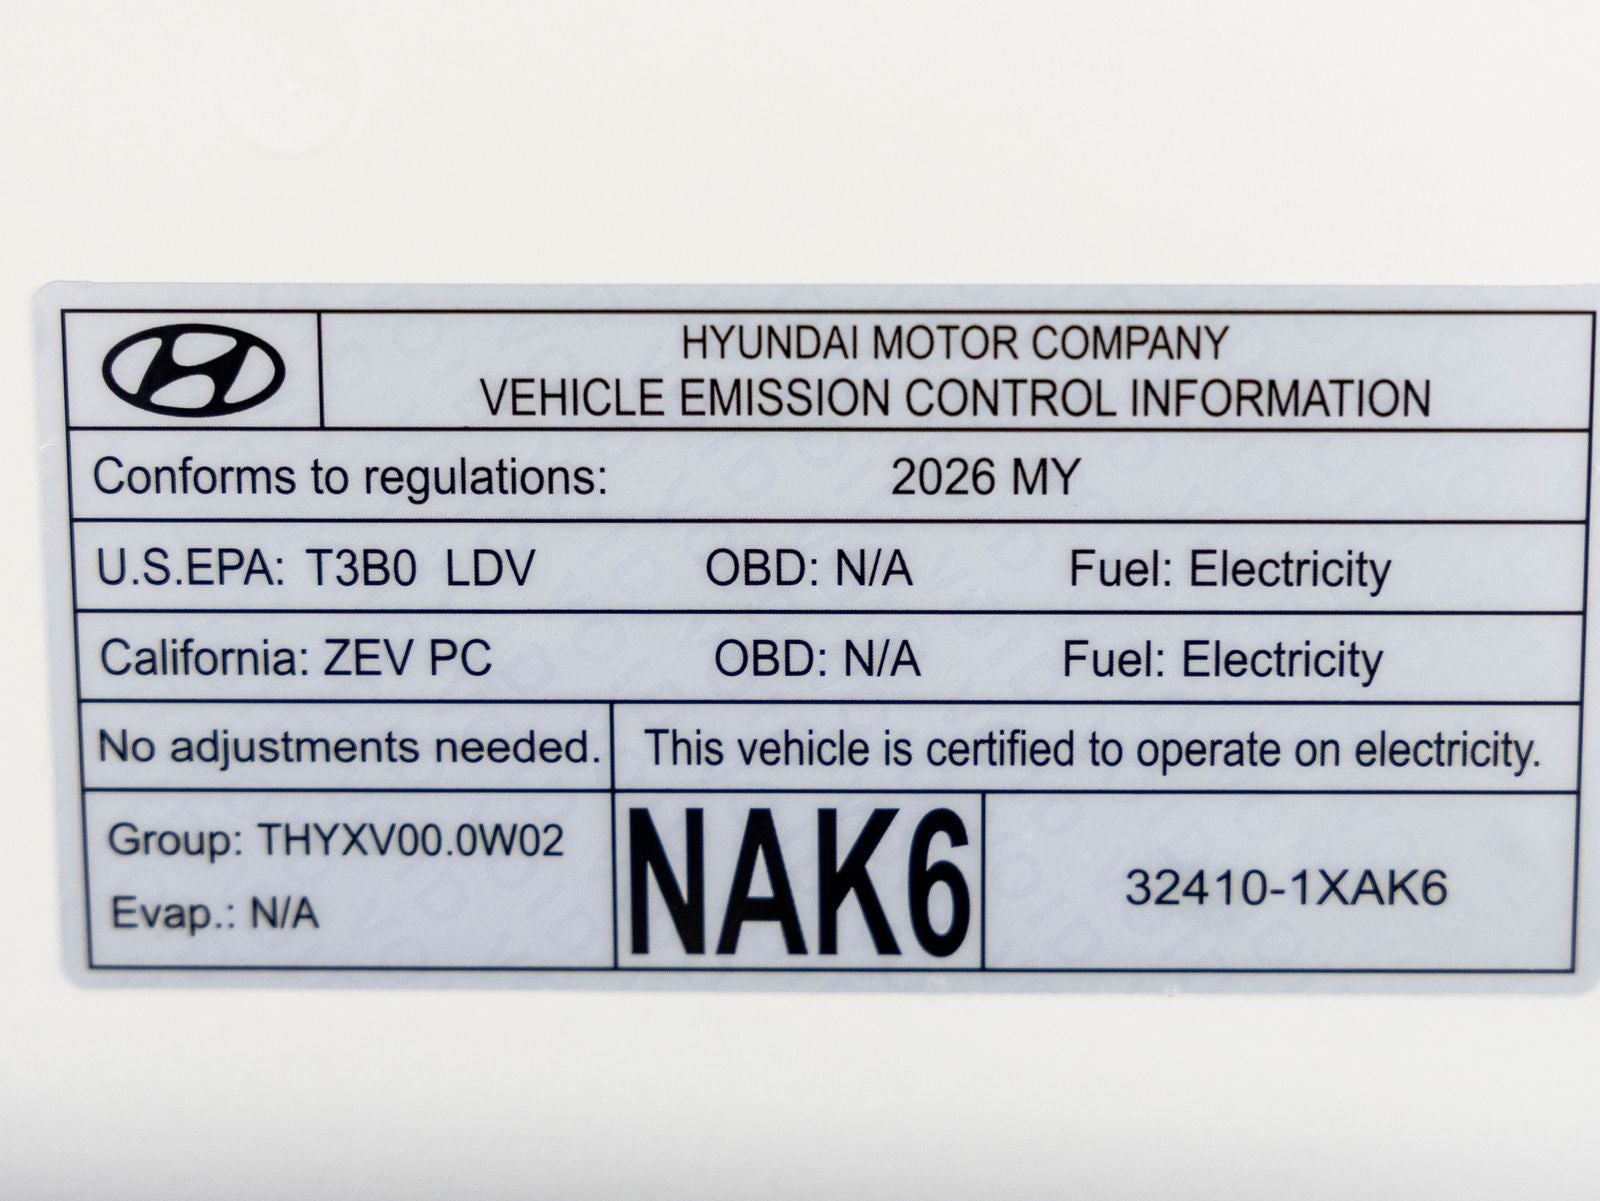 HYUNDAI MOTOR COMPANY
VEHICLE EMISSION CONTROL INFORMATION
Conforms to regulations: 2026 MY
U.S.EPA: T3B0 LDV OBD: N/A Fuel: Electricity
California: ZEV PC OBD: N/A Fuel: Electricity
No adjustments needed. This vehicle is certified to operate on electricity.
Group: THYXV00.0W02
Evap.: N/A
NAK6
32410-1XAK6